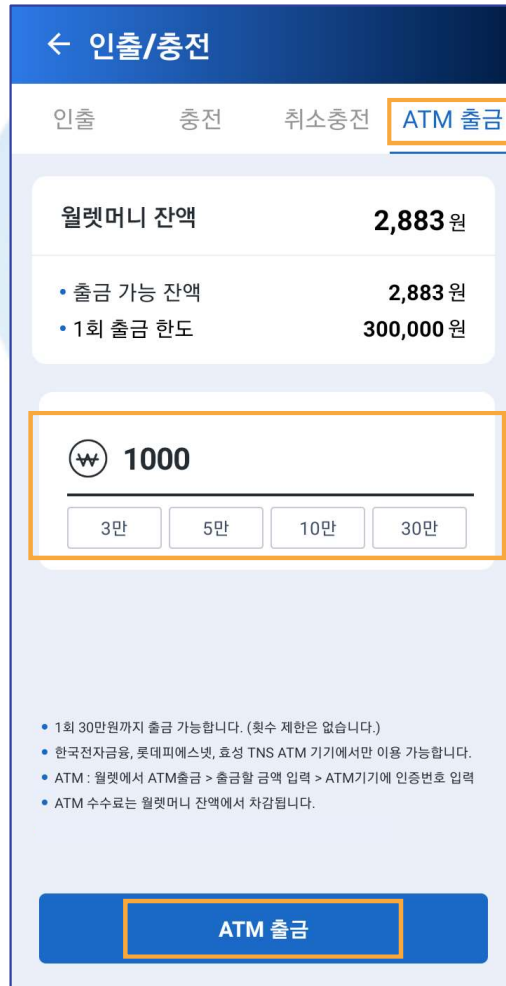 ← 인출/충전
인출 충전 취소충전 ATM 출금
월렛머니 잔액 2,883 원
• 출금 가능 잔액 2,883 원
• 1회 출금 한도 300,000 원
₩ 1000
3만 5만 10만 30만
• 1회 30만원까지 출금 가능합니다. (횟수 제한은 없습니다.)
• 한국전자금융, 롯데피에스넷, 효성 TNS ATM 기기에서만 이용 가능합니다.
• ATM : 월렛에서 ATM출금 > 출금할 금액 입력 > ATM기기에 인증번호 입력
• ATM 수수료는 월렛머니 잔액에서 차감됩니다.
ATM 출금